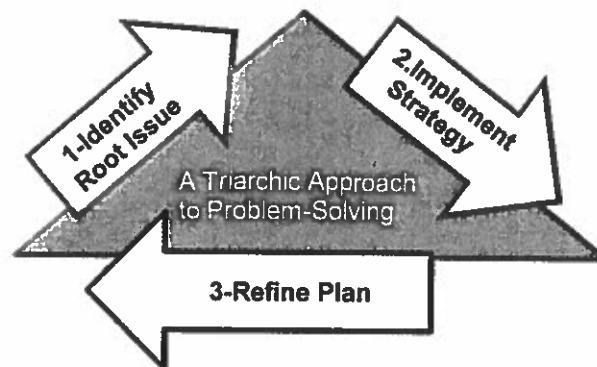 1-Identify
Root Issue
2.Implement
Strategy
A Triarchic Approach
to Problem-Solving
3-Refine Plan